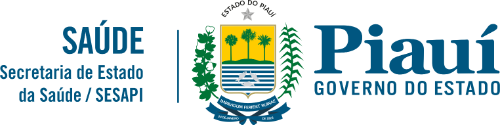 SAÚDE
Secretaria de Estado
da Saúde / SESAPI
ESTADO DO PIAUÍ
Piauí
GOVERNO DO ESTADO